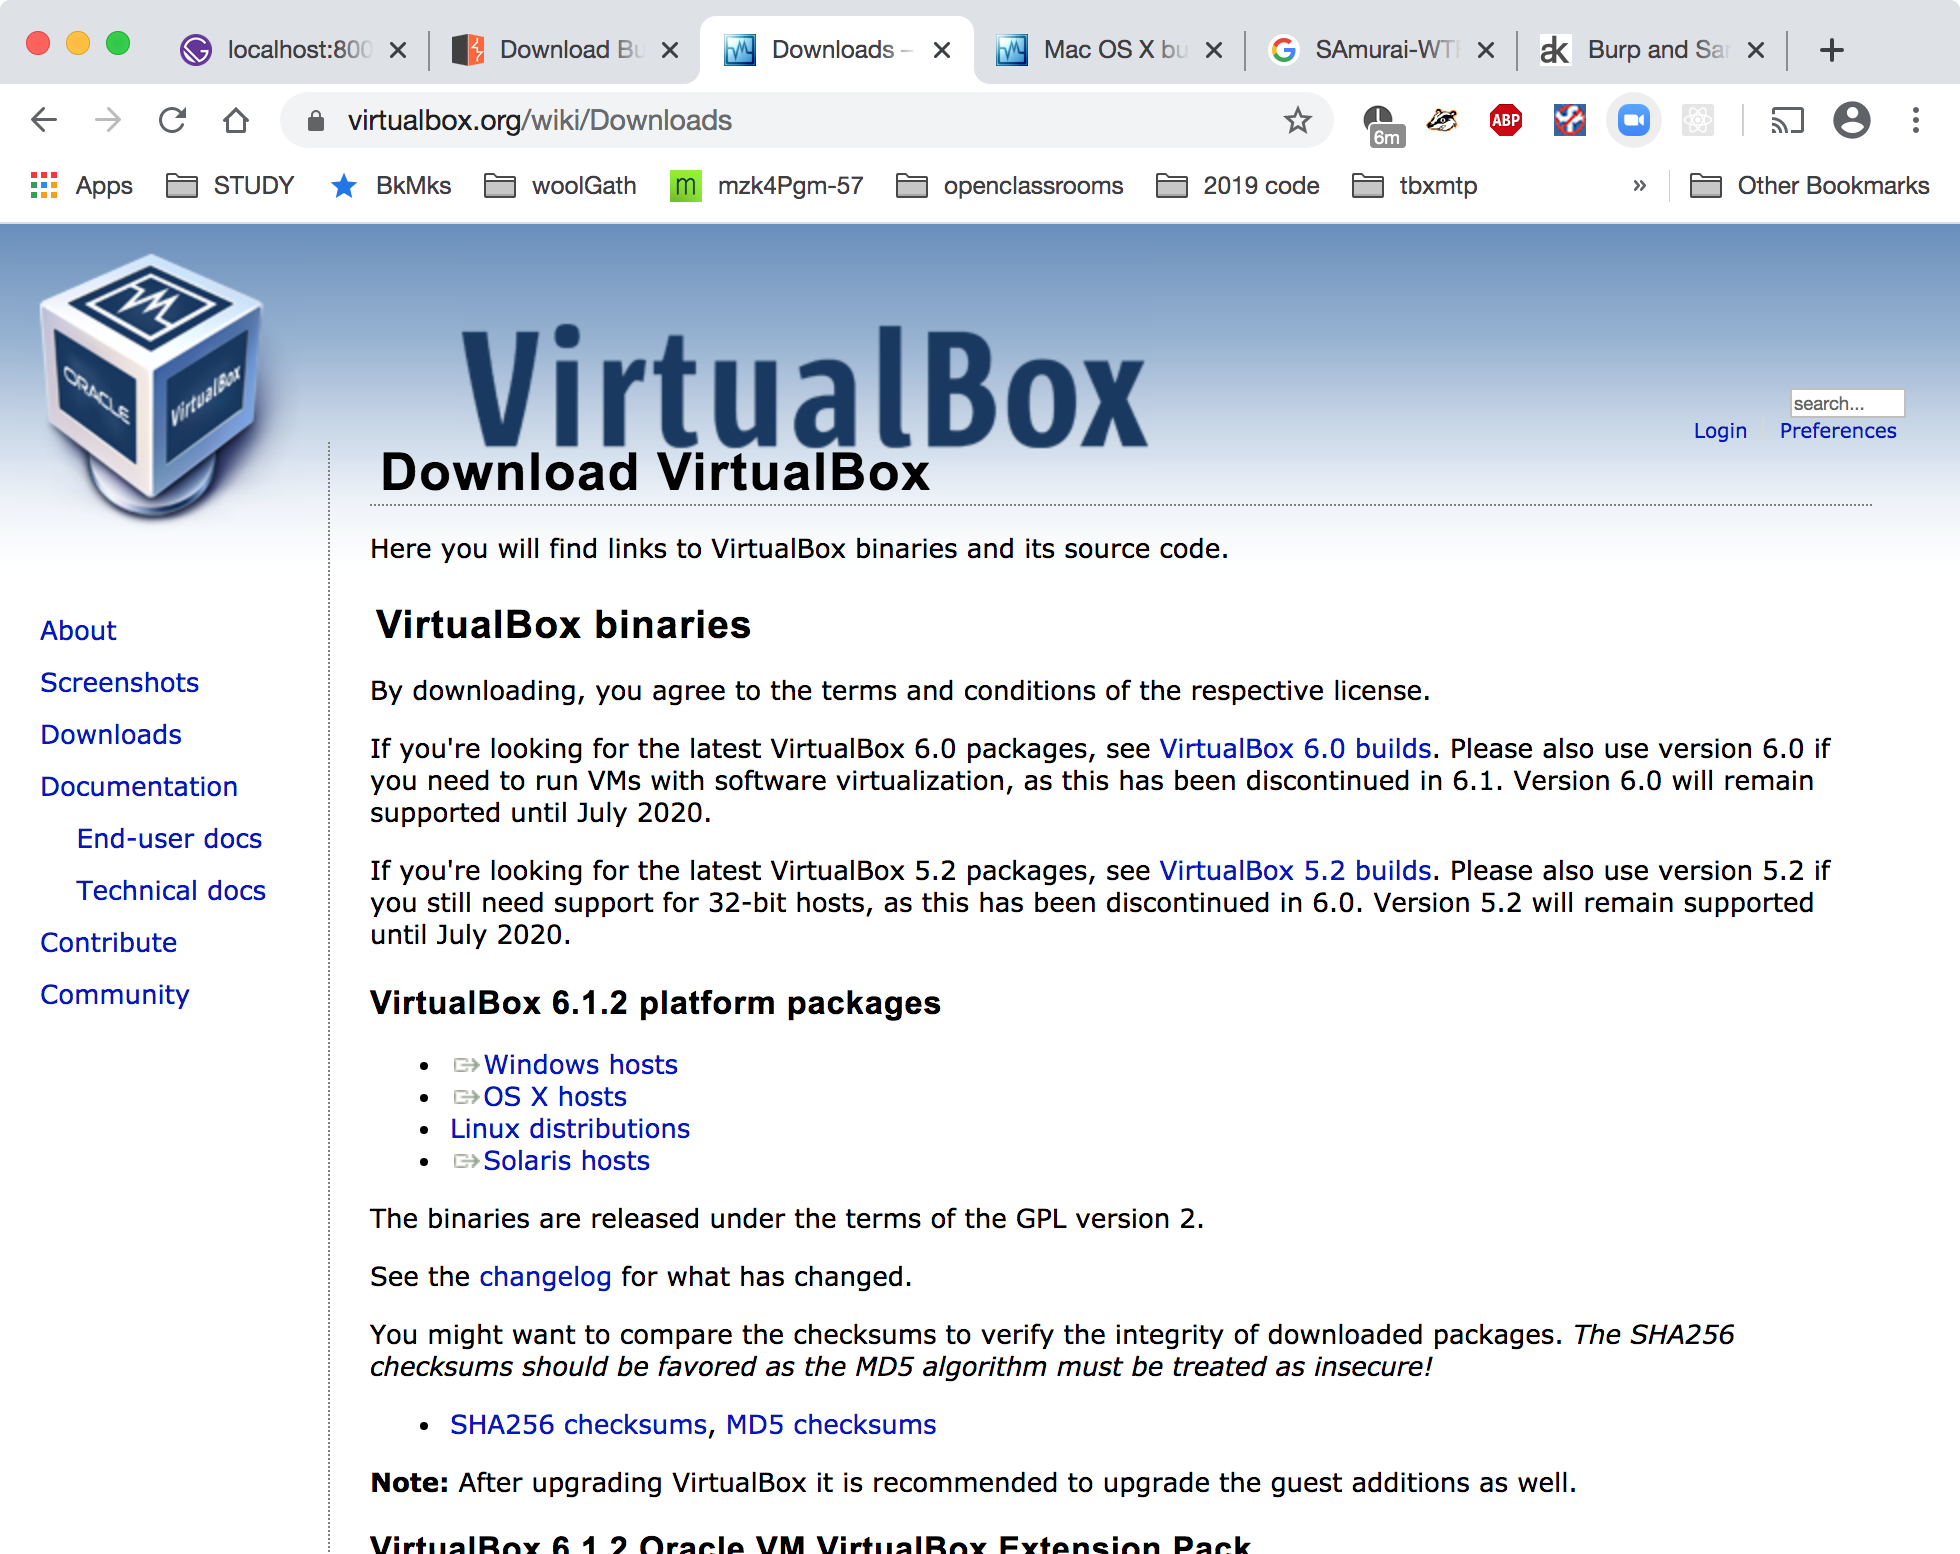 localhost:800
Download Bu
Downloads –
Mac OS X bu
SAmurai-WTF
Burp and Sar
virtualbox.org/wiki/Downloads
6m
ABP
Apps
STUDY
BkMks
woolGath
m
mzk4Pgm-57
openclassrooms
2019 code
tbxmtp
»
Other Bookmarks
ORACLE
VirtualBox
VirtualBox
search...
Login
Preferences
Download VirtualBox
Here you will find links to VirtualBox binaries and its source code.
About
Screenshots
Downloads
Documentation
End-user docs
Technical docs
Contribute
Community
VirtualBox binaries
By downloading, you agree to the terms and conditions of the respective license.
If you're looking for the latest VirtualBox 6.0 packages, see VirtualBox 6.0 builds. Please also use version 6.0 if
you need to run VMs with software virtualization, as this has been discontinued in 6.1. Version 6.0 will remain
supported until July 2020.
If you're looking for the latest VirtualBox 5.2 packages, see VirtualBox 5.2 builds. Please also use version 5.2 if
you still need support for 32-bit hosts, as this has been discontinued in 6.0. Version 5.2 will remain supported
until July 2020.
VirtualBox 6.1.2 platform packages
• Windows hosts
• OS X hosts
• Linux distributions
• Solaris hosts
The binaries are released under the terms of the GPL version 2.
See the changelog for what has changed.
You might want to compare the checksums to verify the integrity of downloaded packages. The SHA256
checksums should be favored as the MD5 algorithm must be treated as insecure!
• SHA256 checksums, MD5 checksums
Note: After upgrading VirtualBox it is recommended to upgrade the guest additions as well.
VirtualBox 6.1.2 Oracle VM VirtualBox Extension Pack